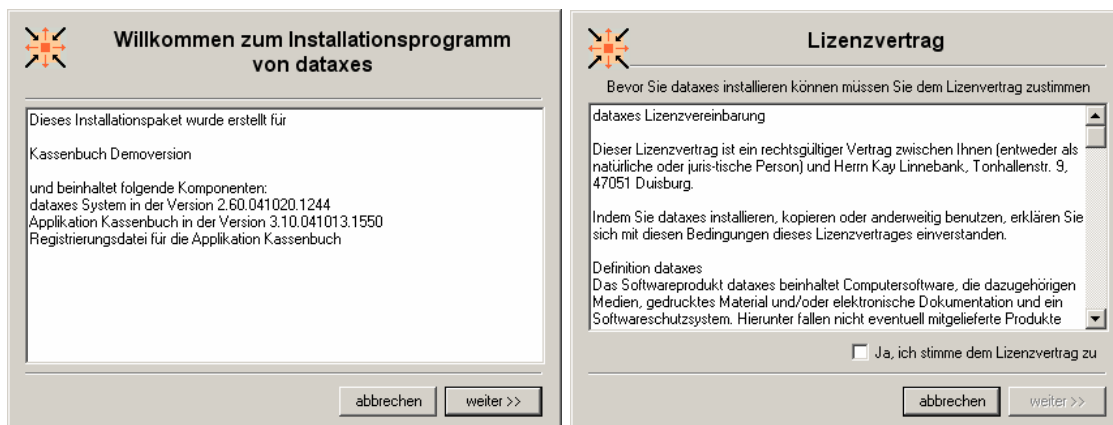 Willkommen zum Installationsprogramm
von dataxes
Dieses Installationspaket wurde erstellt für
Kassenbuch Demoversion
und beinhaltet folgende Komponenten:
dataxes System in der Version 2.60.041020.1244
Applikation Kassenbuch in der Version 3.10.041013.1550
Registrierungsdatei für die Applikation Kassenbuch
abbrechen
weiter >>
Lizenzvertrag
Bevor Sie dataxes installieren können müssen Sie dem Lizenvertrag zustimmen
dataxes Lizenzvereinbarung
Dieser Lizenzvertrag ist ein rechtsgültiger Vertrag zwischen Ihnen (entweder als
natürliche oder juris-tische Person) und Herrn Kay Linnebank, Tonhallenstr. 9,
47051 Duisburg.
Indem Sie dataxes installieren, kopieren oder anderweitig benutzen, erklären Sie
sich mit diesen Bedingungen dieses Lizenzvertrages einverstanden.
Definition dataxes
Das Softwareprodukt dataxes beinhaltet Computersoftware, die dazugehörigen
Medien, gedrucktes Material und/oder elektronische Dokumentation und ein
Softwareschutzsystem. Hierunter fallen nicht eventuell mitgelieferte Produkte
Ja, ich stimme dem Lizenzvertrag zu
abbrechen
weiter >>